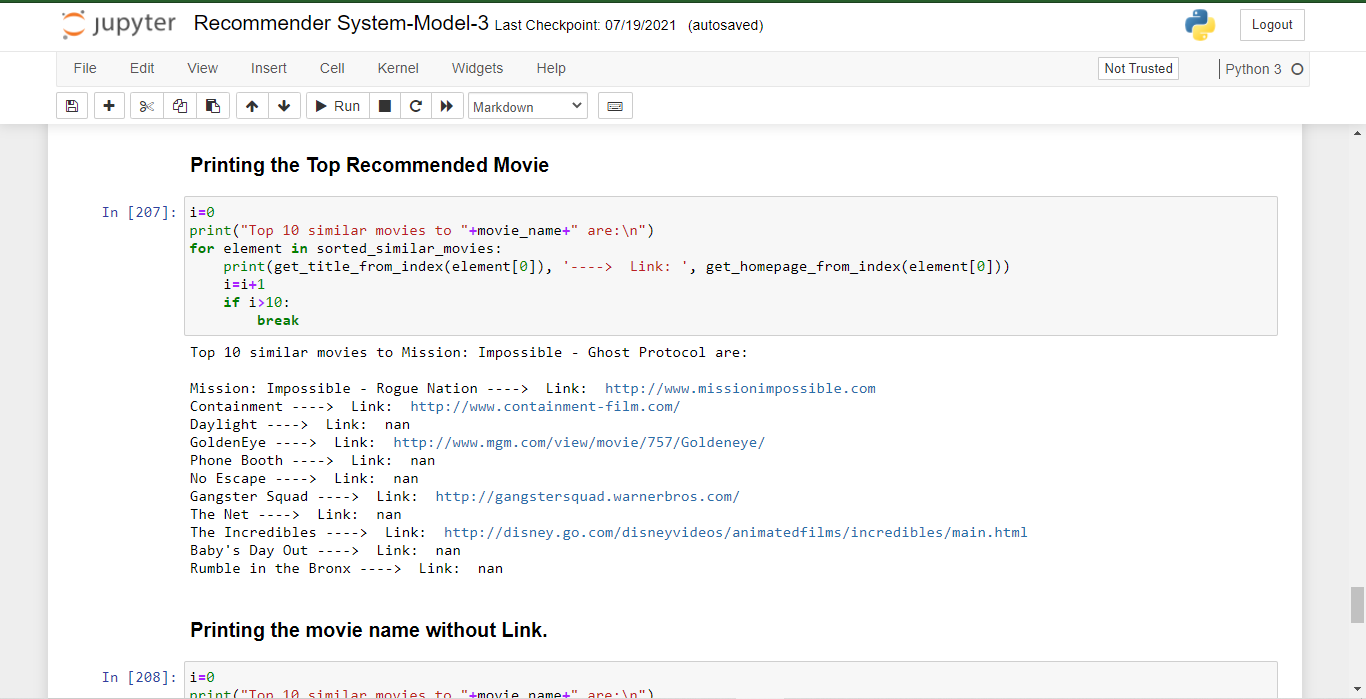 jupyter Recommender System-Model-3 Last Checkpoint: 07/19/2021 (autosaved) Logout
File Edit View Insert Cell Kernel Widgets Help Not Trusted Python 3
Run Markdown
Printing the Top Recommended Movie
In [207]: i=0
print("Top 10 similar movies to "+movie_name+" are:\n")
for element in sorted_similar_movies:
    print(get_title_from_index(element[0]), '---->  Link: ', get_homepage_from_index(element[0]))
    i=i+1
    if i>10:
        break
Top 10 similar movies to Mission: Impossible - Ghost Protocol are:
Mission: Impossible - Rogue Nation ---->  Link:  http://www.missionimpossible.com
Containment ---->  Link:  http://www.containment-film.com/
Daylight ---->  Link:  nan
GoldenEye ---->  Link:  http://www.mgm.com/view/movie/757/Goldeneye/
Phone Booth ---->  Link:  nan
No Escape ---->  Link:  nan
Gangster Squad ---->  Link:  http://gangstersquad.warnerbros.com/
The Net ---->  Link:  nan
The Incredibles ---->  Link:  http://disney.go.com/disneyvideos/animatedfilms/incredibles/main.html
Baby's Day Out ---->  Link:  nan
Rumble in the Bronx ---->  Link:  nan
Printing the movie name without Link.
In [208]: i=0
print("Top 10 similar movies to "+movie_name+" are:\n")